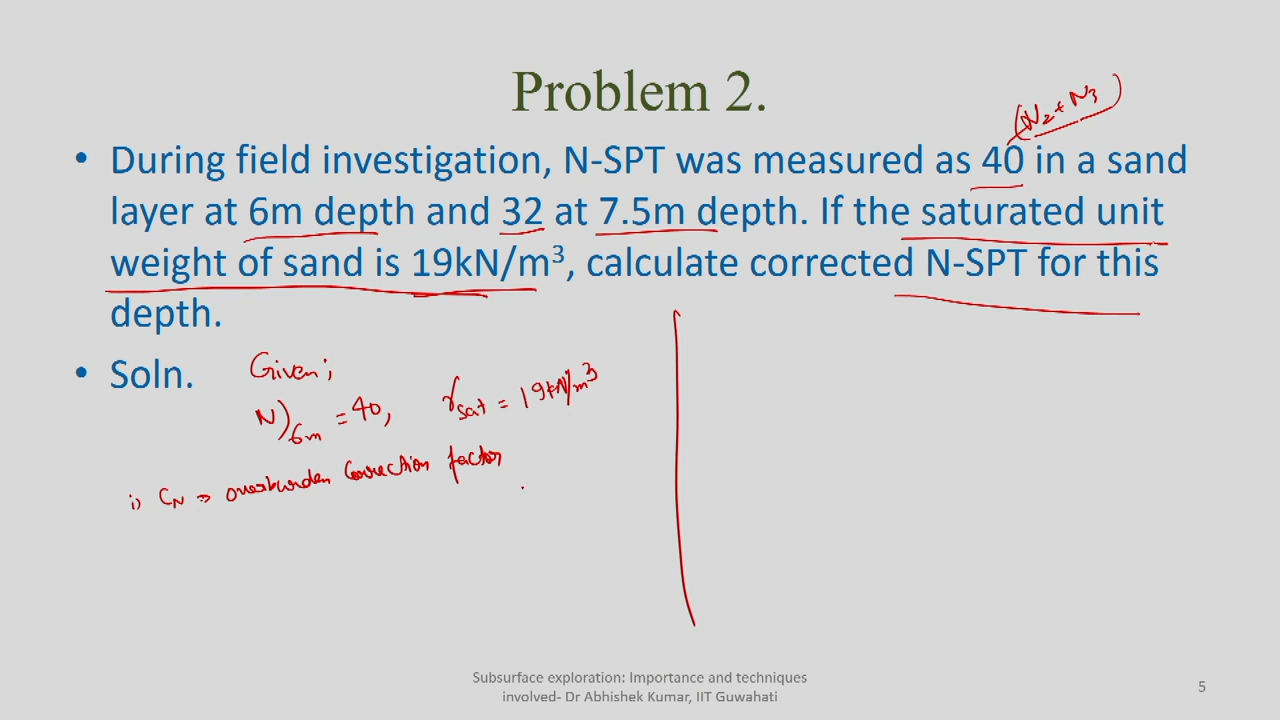 Problem 2.
(N₂ + N₃)
• During field investigation, N-SPT was measured as 40 in a sand
layer at 6m depth and 32 at 7.5m depth. If the saturated unit
weight of sand is 19kN/m³, calculate corrected N-SPT for this
depth.
• Soln.
Given;
N)₆ₘ = 40, γsat = 19kN/m³
i) CN => overburden Correction factor
Subsurface exploration: Importance and techniques
involved- Dr Abhishek Kumar, IIT Guwahati
5